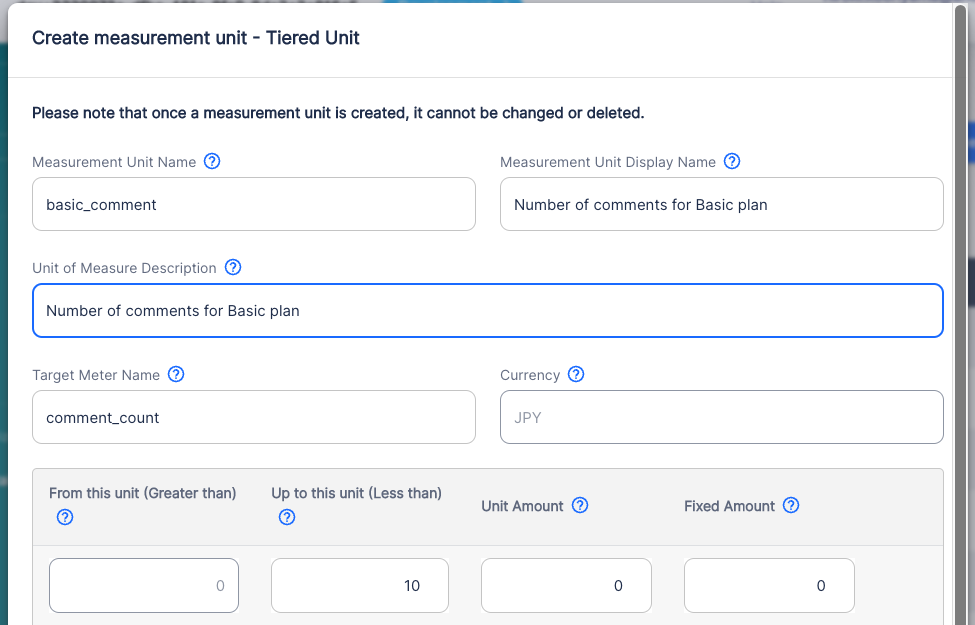 Create measurement unit - Tiered Unit
Please note that once a measurement unit is created, it cannot be changed or deleted.
Measurement Unit Name ?
Measurement Unit Display Name ?
basic_comment
Number of comments for Basic plan
Unit of Measure Description ?
Number of comments for Basic plan
Target Meter Name ?
Currency ?
comment_count
JPY
From this unit (Greater than) ?
Up to this unit (Less than) ?
Unit Amount ?
Fixed Amount ?
0
10
0
0